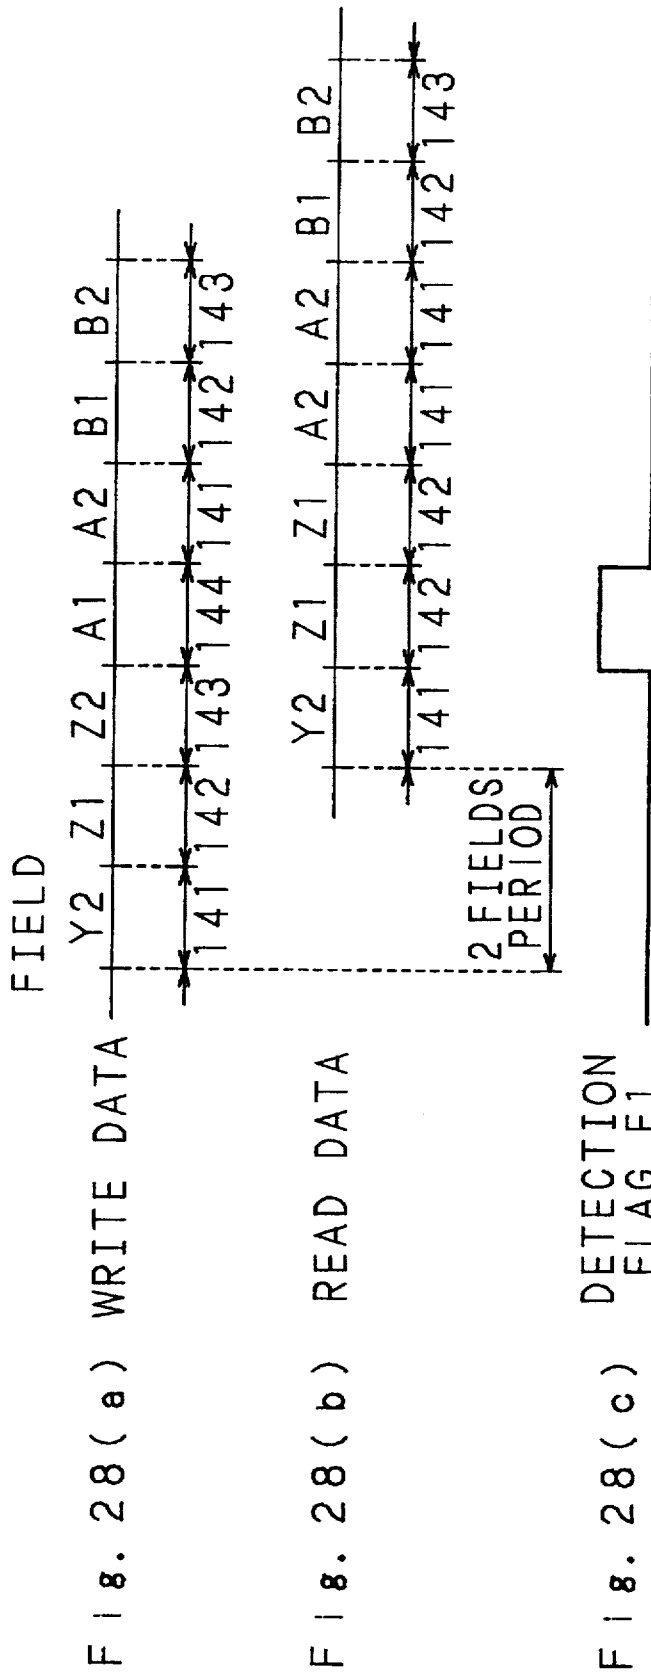 FIELD
Fig. 28(a) WRITE DATA
Y2 Z1 Z2 A1 A2 B1 B2
141 142 143 144 141 142 143
Fig. 28(b) READ DATA
Y2 Z1 Z1 A2 A2 B1 B2
141 142 142 141 141 142 143
2 FIELDS
PERIOD
Fig. 28(c) DETECTION
FLAG F1